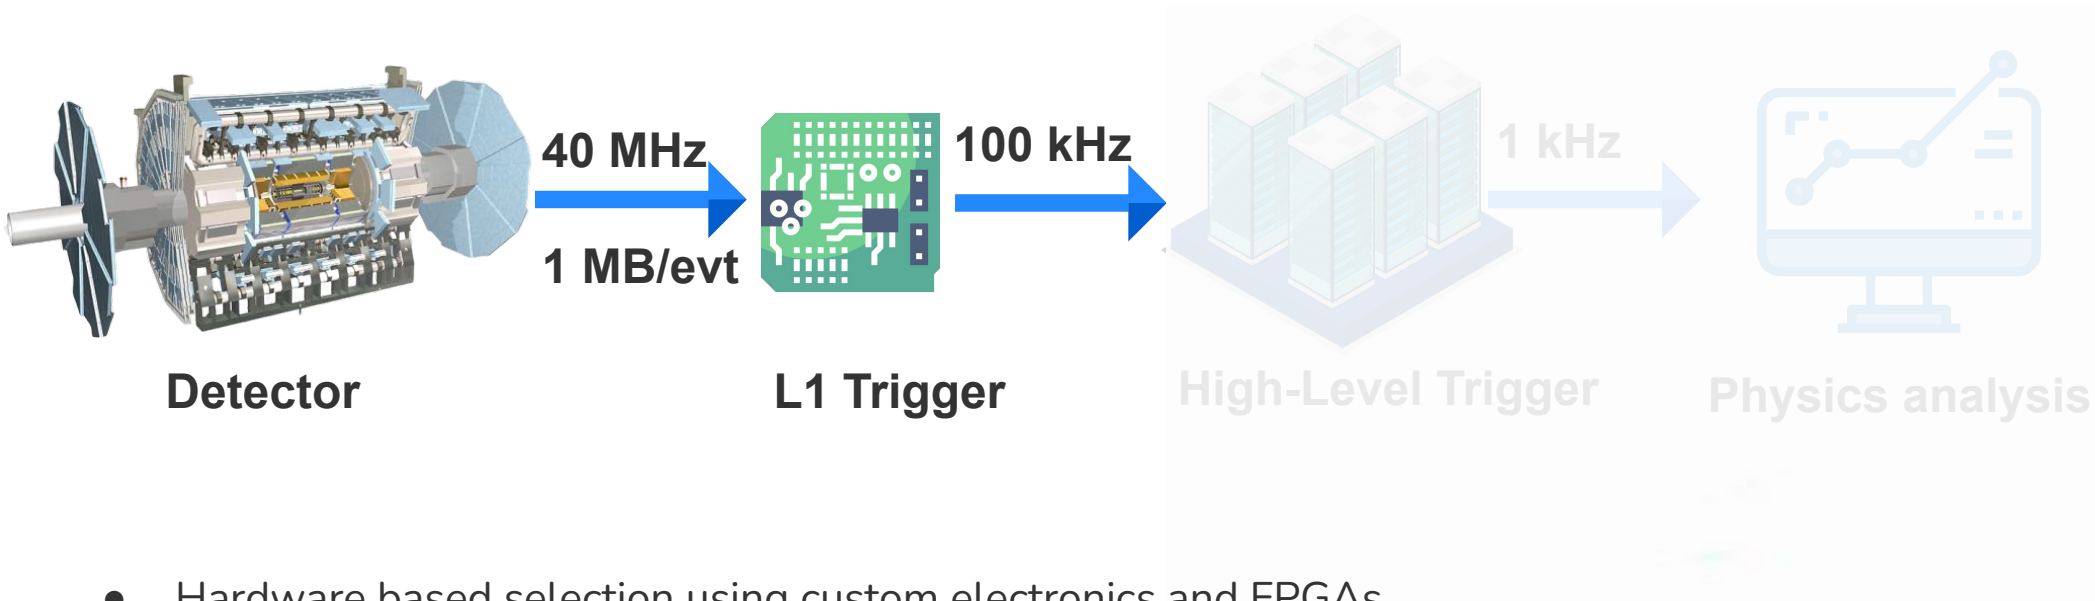 40 MHz
100 kHz
1 kHz
1 MB/evt
Detector
L1 Trigger
High-Level Trigger
Physics analysis
● Hardware based selection using custom electronics and FPGAs